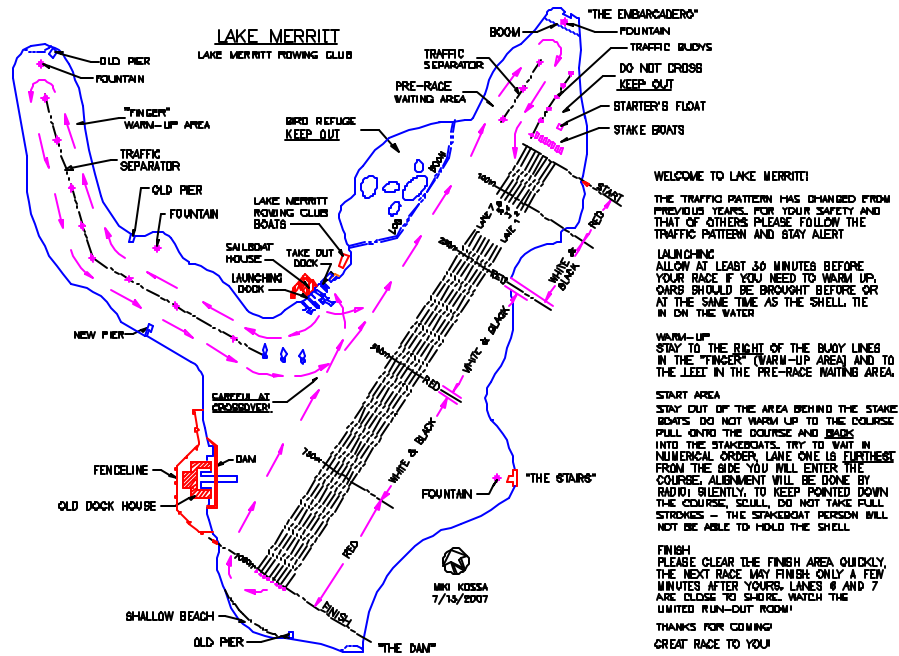 LAKE MERRITT
LAKE MERRITT ROWING CLUB
"THE EMBARCADERO"
BOOM
FOUNTAIN
TRAFFIC BUOYS
TRAFFIC
SEPARATOR
DO NOT CROSS
KEEP OUT
PRE-RACE
WAITING AREA
STARTER'S FLOAT
STAKE BOATS
OLD PIER
FOUNTAIN
"FINGER"
WARM-UP AREA
TRAFFIC
SEPARATOR
BIRD REFUGE
KEEP OUT
BOOM
LOG
OLD PIER
FOUNTAIN
LAKE MERRITT
ROWING CLUB
BOATS
SAILBOAT
HOUSE
TAKE OUT
DOCK
LAUNCHING
DOCK
NEW PIER
CAREFUL AT
CROSSOVER!
START
LANE 7
LANE 1
RED
WHITE &
BLACK
RED
WHITE & BLACK
RED
WHITE & BLACK
750m
RED
1000m
FINISH
FENCELINE
DAM
OLD DOCK HOUSE
FOUNTAIN
"THE STAIRS"
MIKI KOSSA
7/13/2007
SHALLOW BEACH
OLD PIER
"THE DAM"
WELCOME TO LAKE MERRITT!
THE TRAFFIC PATTERN HAS CHANGED FROM
PREVIOUS YEARS. FOR YOUR SAFETY AND
THAT OF OTHERS PLEASE FOLLOW THE
TRAFFIC PATTERN AND STAY ALERT
LAUNCHING
ALLOW AT LEAST 30 MINUTES BEFORE
YOUR RACE IF YOU NEED TO WARM UP.
OARS SHOULD BE BROUGHT BEFORE OR
AT THE SAME TIME AS THE SHELL. TIE
IN ON THE WATER
WARM-UP
STAY TO THE RIGHT OF THE BUOY LINES
IN THE "FINGER" (WARM-UP AREA) AND TO
THE LEFT IN THE PRE-RACE WAITING AREA.
START AREA
STAY OUT OF THE AREA BEHIND THE STAKE
BOATS. DO NOT WARM UP TO THE COURSE
PULL ONTO THE COURSE AND BACK
INTO THE STAKEBOATS. TRY TO WAIT IN
NUMERICAL ORDER, LANE ONE IS FURTHEST
FROM THE SIDE YOU WILL ENTER THE
COURSE. ALIGNMENT WILL BE DONE BY
RADIO! SILENTLY. TO KEEP POINTED DOWN
THE COURSE, SCULL, DO NOT TAKE FULL
STROKES - THE STAKEBOAT PERSON WILL
NOT BE ABLE TO HOLD THE SHELL
FINISH
PLEASE CLEAR THE FINISH AREA QUICKLY,
THE NEXT RACE MAY FINISH ONLY A FEW
MINUTES AFTER YOURS. LANES 6 AND 7
ARE CLOSE TO SHORE. WATCH THE
LIMITED RUN-OUT ROOM!
THANKS FOR COMING!
GREAT RACE TO YOU!